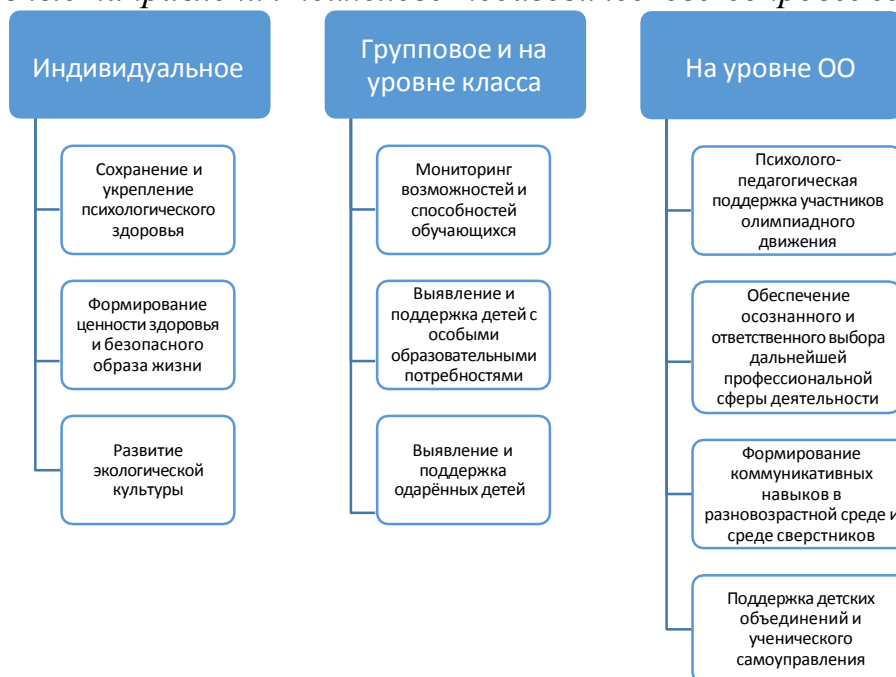 Индивидуальное
Сохранение и
укрепление
психологического
здоровья
Формирование
ценности здоровья
и безопасного
образа жизни
Развитие
экологической
культуры
Групповое и на
уровне класса
Мониторинг
возможностей и
способностей
обучающихся
Выявление и
поддержка детей с
особыми
образовательными
потребностями
Выявление и
поддержка
одарённых детей
На уровне ОО
Психолого-
педагогическая
поддержка участников
олимпиадного
движения
Обеспечение
осознанного и
ответственного выбора
дальнейшей
профессиональной
сферы деятельности
Формирование
коммуникативных
навыков в
разновозрастной среде и
среде сверстников
Поддержка детских
объединений и
ученического
самоуправления